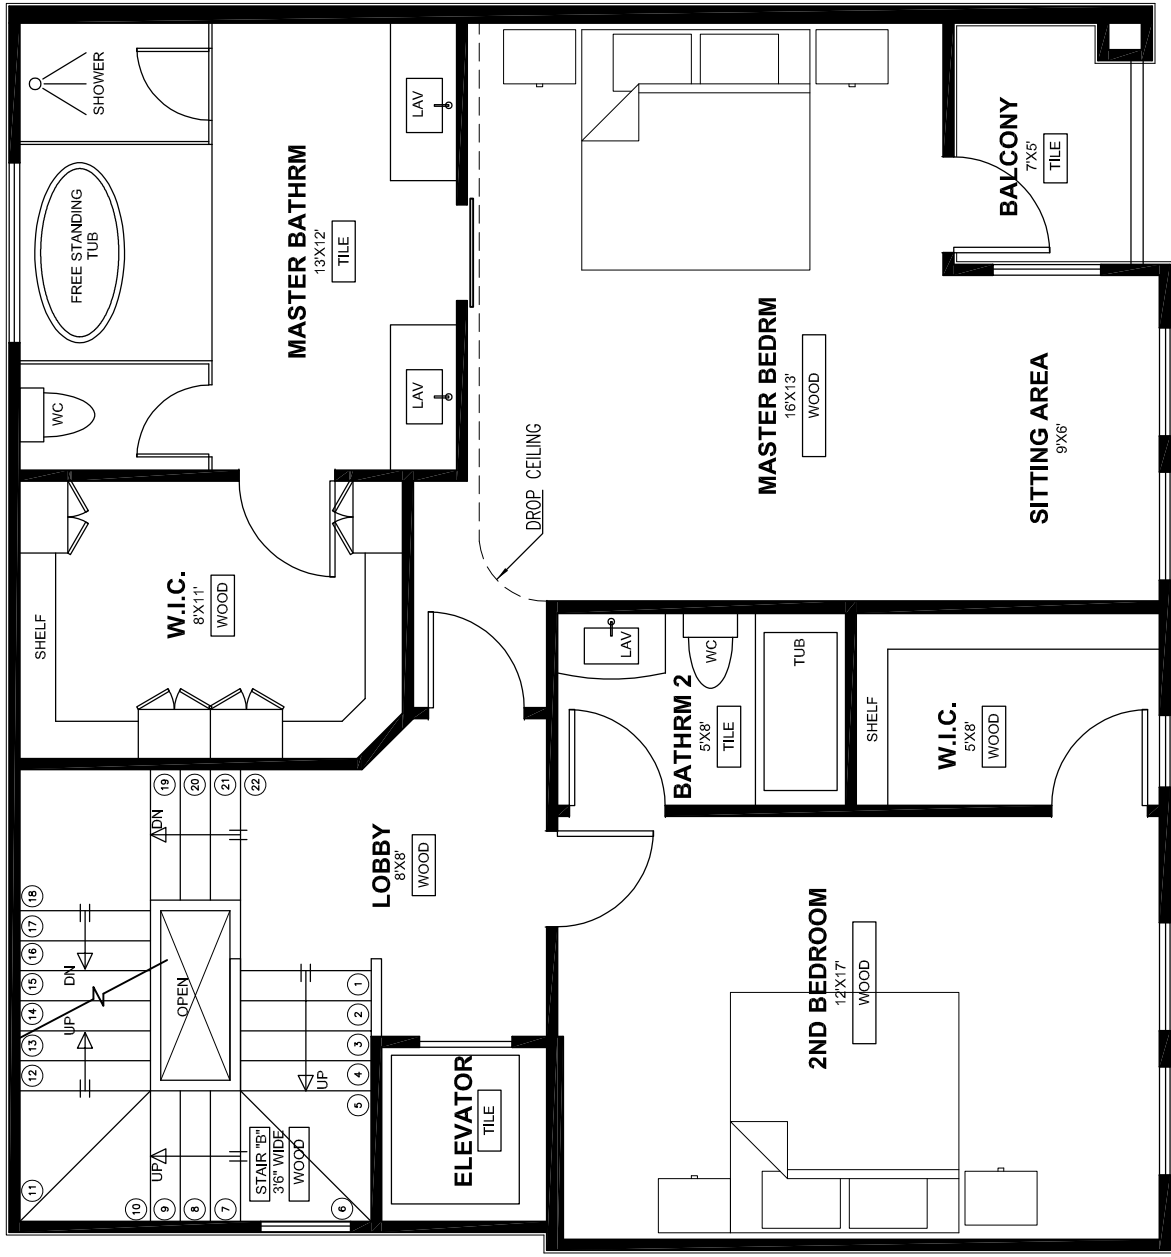 SHOWER
FREE STANDING
TUB
WC
MASTER BATHRM
13'X12'
TILE
LAV
LAV
W.I.C.
8'X11'
WOOD
SHELF
DROP CEILING
MASTER BEDRM
16'X13'
WOOD
BALCONY
7'X5'
TILE
SITTING AREA
9'X6'
BATHRM 2
5'X8'
TILE
LAV
WC
TUB
W.I.C.
5'X8'
WOOD
SHELF
LOBBY
8'X8'
WOOD
2ND BEDROOM
12'X17'
WOOD
ELEVATOR
TILE
STAIR "B"
3'6" WIDE
WOOD
OPEN
UP
UP
UP
DN
DN
1
2
3
4
5
6
7
8
9
10
11
12
13
14
15
16
17
18
19
20
21
22